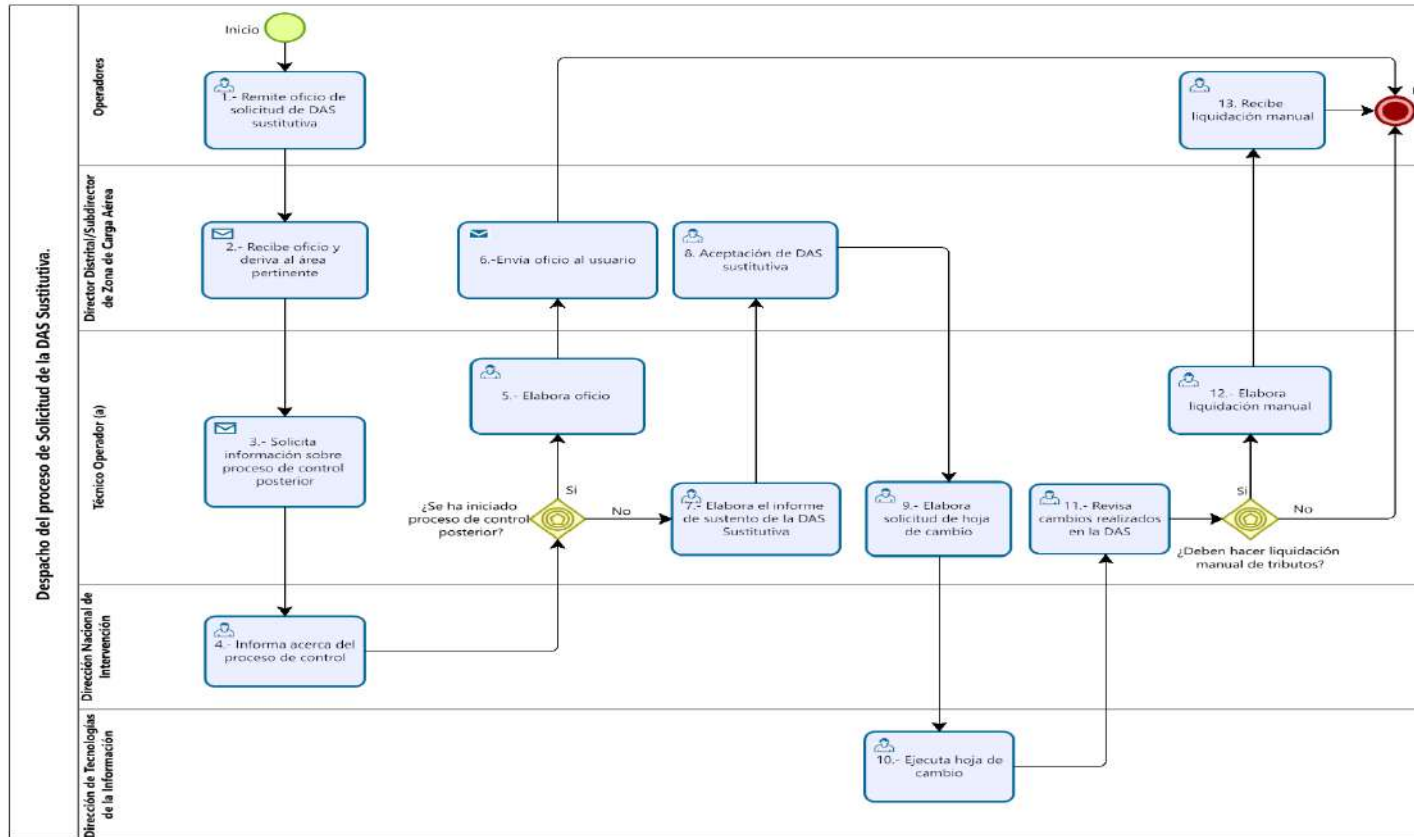 Despacho del proceso de Solicitud de la DAS Sustitutiva.
Operadores
Inicio
1.- Remite oficio de
solicitud de DAS
sustitutiva
13. Recibe
liquidación manual
Director Distrital/Subdirector
de Zona de Carga Aérea
2.- Recibe oficio y
deriva al área
pertinente
6.-Envía oficio al usuario
8. Aceptación de DAS
sustitutiva
Técnico Operador (a)
3.- Solicita
información sobre
proceso de control
posterior
5.- Elabora oficio
¿Se ha iniciado
proceso de control
posterior?
Si
No
7.- Elabora el informe
de sustento de la DAS
Sustitutiva
9.- Elabora
solicitud de hoja
de cambio
11.- Revisa
cambios realizados
en la DAS
12.- Elabora
liquidación manual
Si
No
¿Deben hacer liquidación
manual de tributos?
Dirección Nacional de
Intervención
4.- Informa acerca del
proceso de control
Dirección de Tecnologías
de la Información
10.- Ejecuta hoja de
cambio